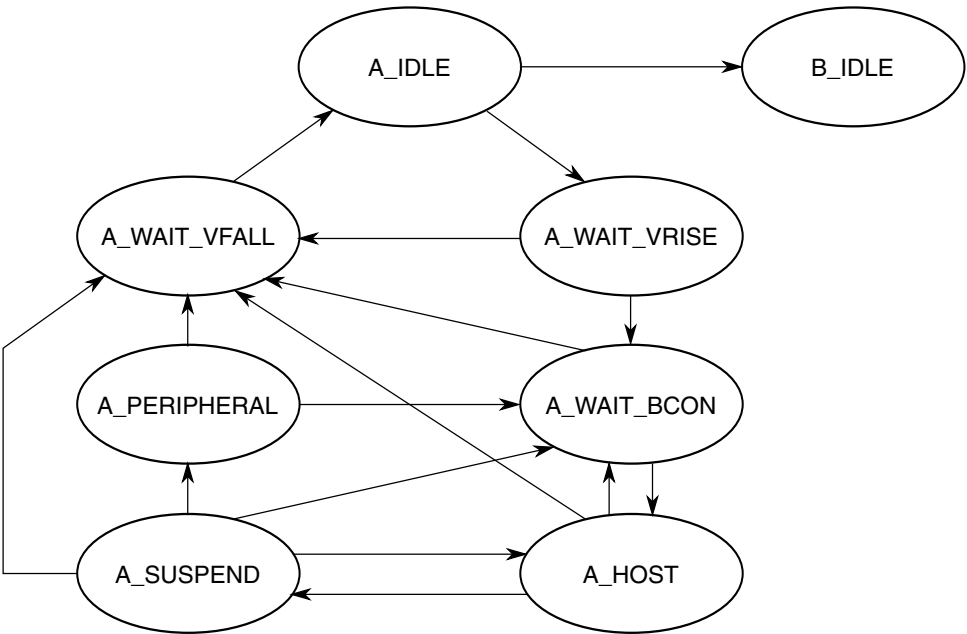 A_IDLE
B_IDLE
A_WAIT_VFALL
A_WAIT_VRISE
A_PERIPHERAL
A_WAIT_BCON
A_SUSPEND
A_HOST